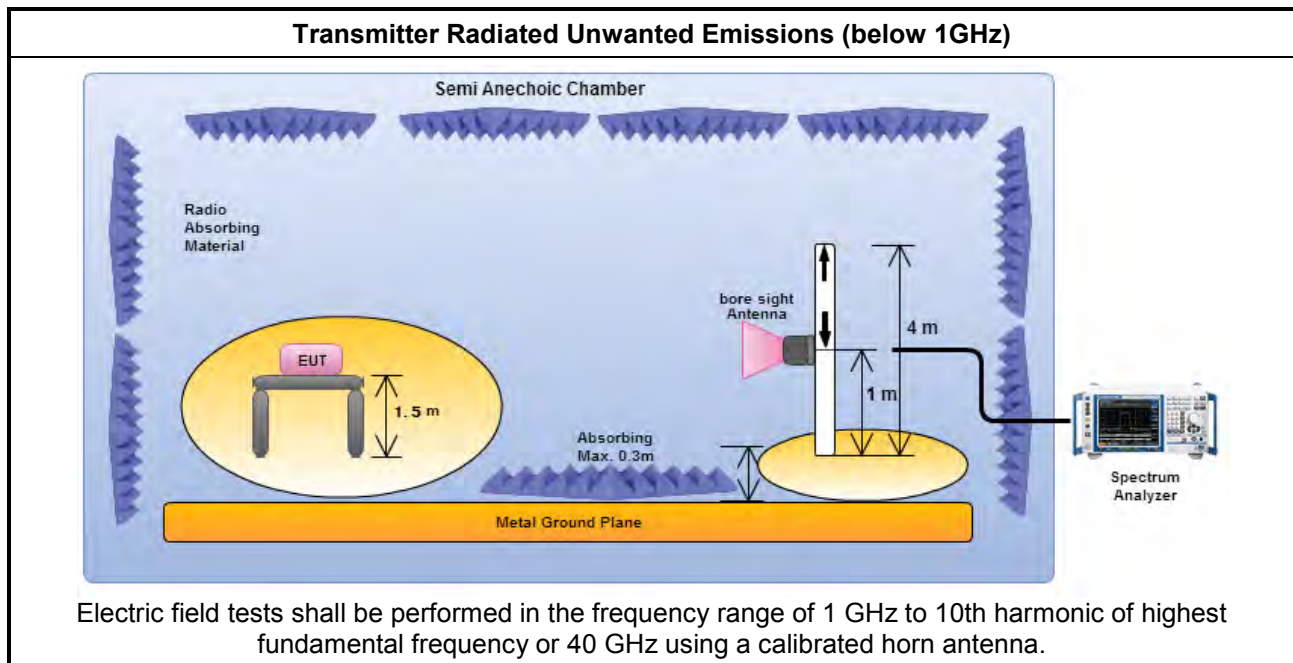 Transmitter Radiated Unwanted Emissions (below 1GHz)
Semi Anechoic Chamber
Radio
Absorbing
Material
bore sight
Antenna
4 m
EUT
1 m
1.5 m
Absorbing
Max. 0.3m
Spectrum
Analyzer
Metal Ground Plane
Electric field tests shall be performed in the frequency range of 1 GHz to 10th harmonic of highest
fundamental frequency or 40 GHz using a calibrated horn antenna.